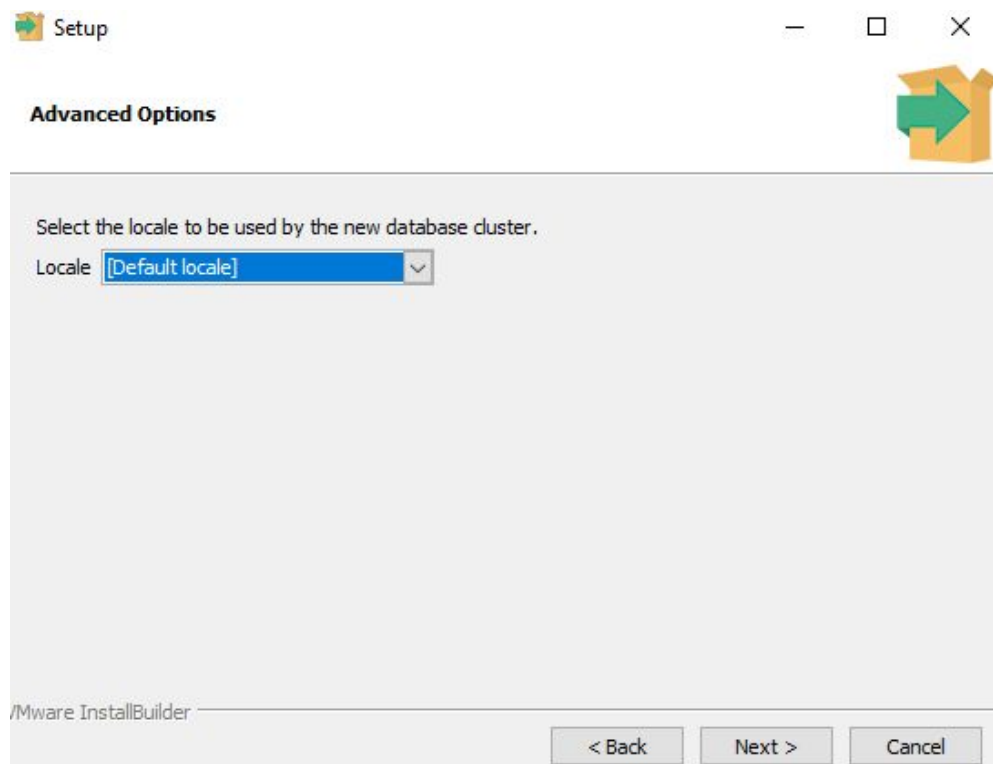 Setup
Advanced Options
Select the locale to be used by the new database cluster.
Locale [Default locale]
VMware InstallBuilder
< Back Next > Cancel